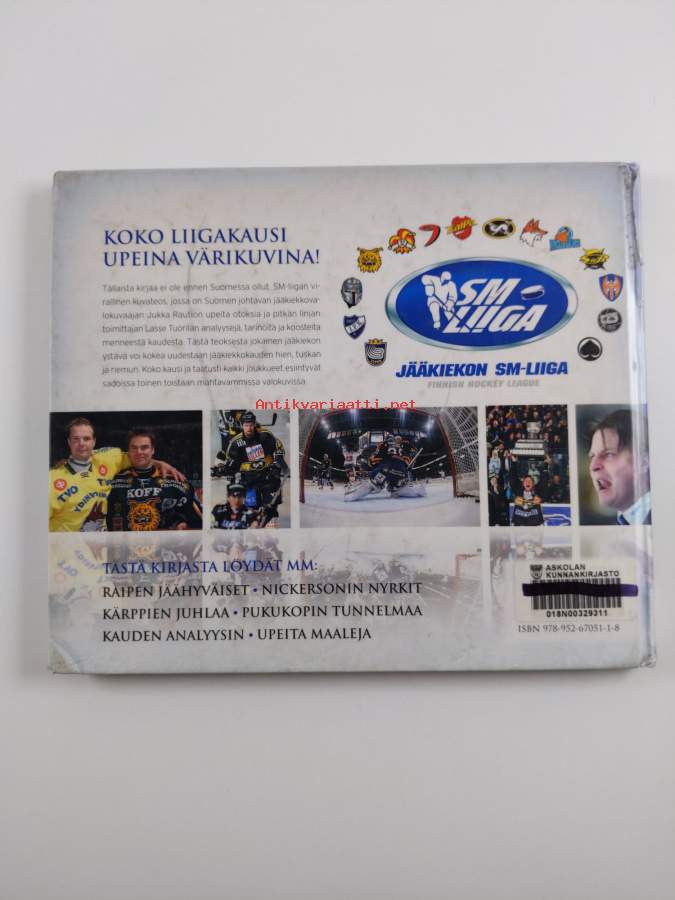 KOKO LIIGAKAUSI
UPEINA VÄRIKUVINA!
Tällaista kirjaa ei ole ennen Suomessa ollut. SM-liigan vi-
rallinen kuvateos, jossa on Suomen johtavan jääkiekkova-
lokuvaajan Jukka Raution upeita otoksia ja pitkän linjan
toimittajan Lasse Tuorilan analyysejä, tarinoita ja koosteita
menneestä kaudesta. Tästä teoksesta jokainen jääkiekon
ystävä voi kokea uudestaan jääkiekkokauden hien, tuskan
ja riemun. Koko kausi ja taatusti kaikki joukkueet esiintyvät
sadoissa toinen toistaan mahtavammissa valokuvissa.
SM-
LIIGA
JÄÄKIEKON SM-LIIGA
FINNISH HOCKEY LEAGUE
Antikvariaatti.net
TVO
KOFF
TÄSTÄ KIRJASTA LÖYDÄT MM:
RAIPEN JÄÄHYVÄISET • NICKERSONIN NYRKIT
KÄRPPIEN JUHLAA • PUKUKOPIN TUNNELMAA
KAUDEN ANALYYSIN • UPEITA MAALEJA
ASKOLAN
KUNNANKIRJASTO
018N00329311
ISBN 978-952-67051-1-8